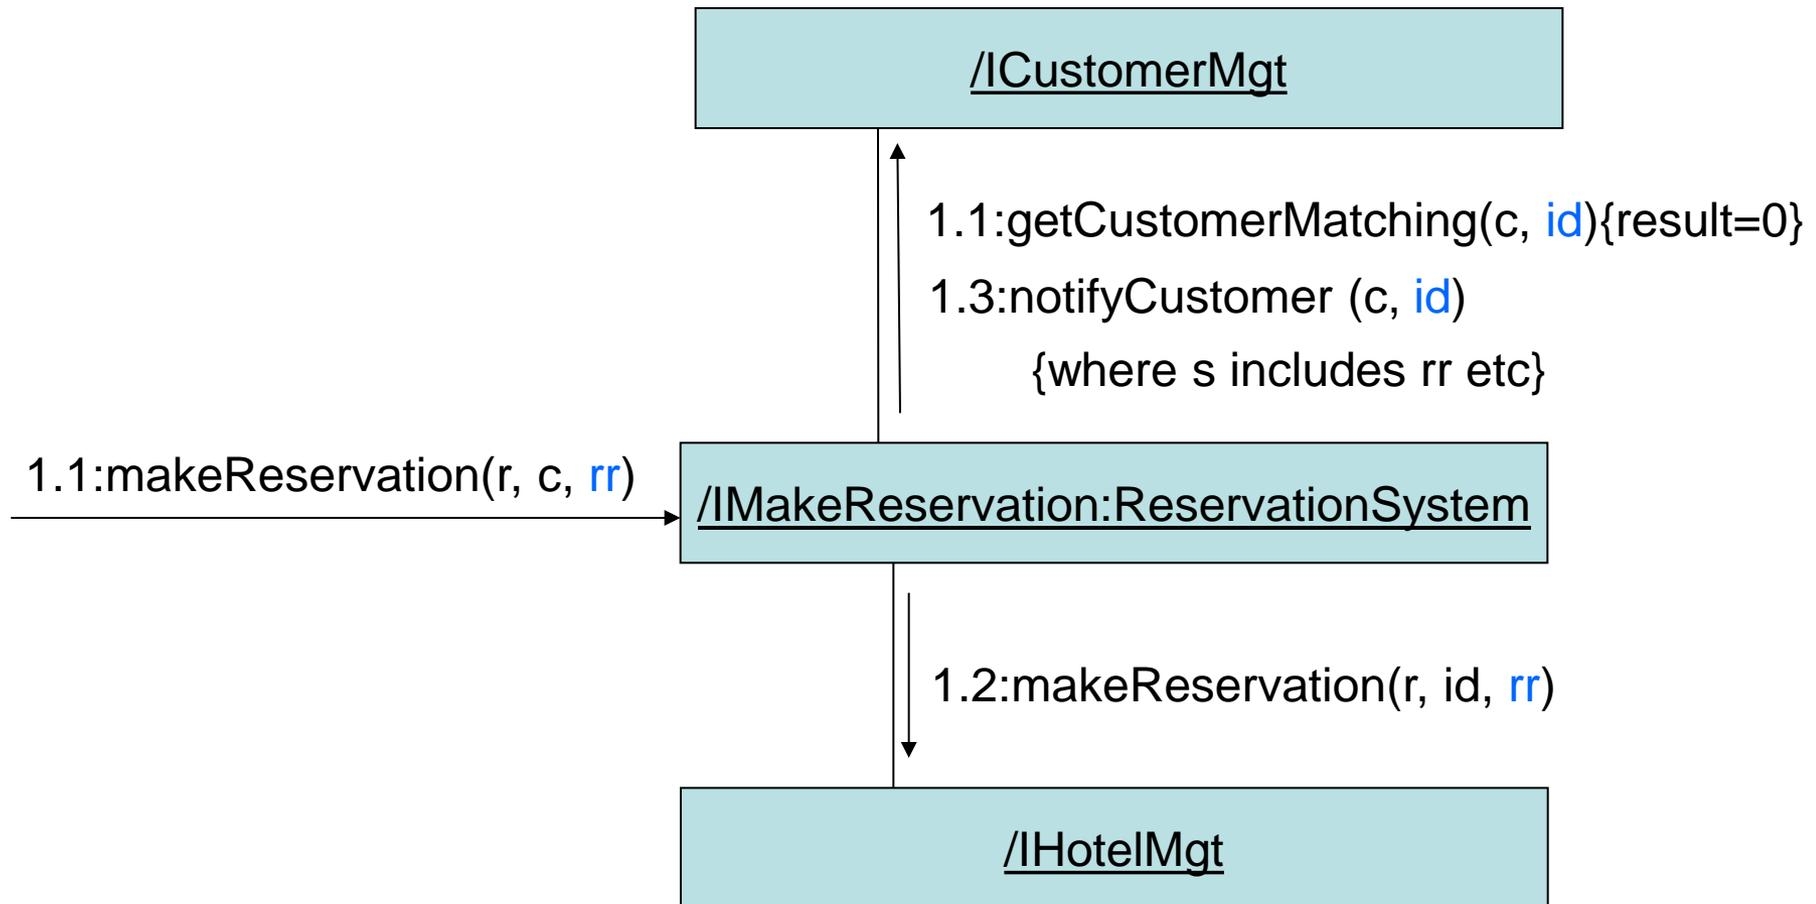 /ICustomerMgt
1.1:getCustomerMatching(c, id){result=0}
1.3:notifyCustomer (c, id)
{where s includes rr etc}
1.1:makeReservation(r, c, rr)
/IMakeReservation:ReservationSystem
1.2:makeReservation(r, id, rr)
/IHotelMgt